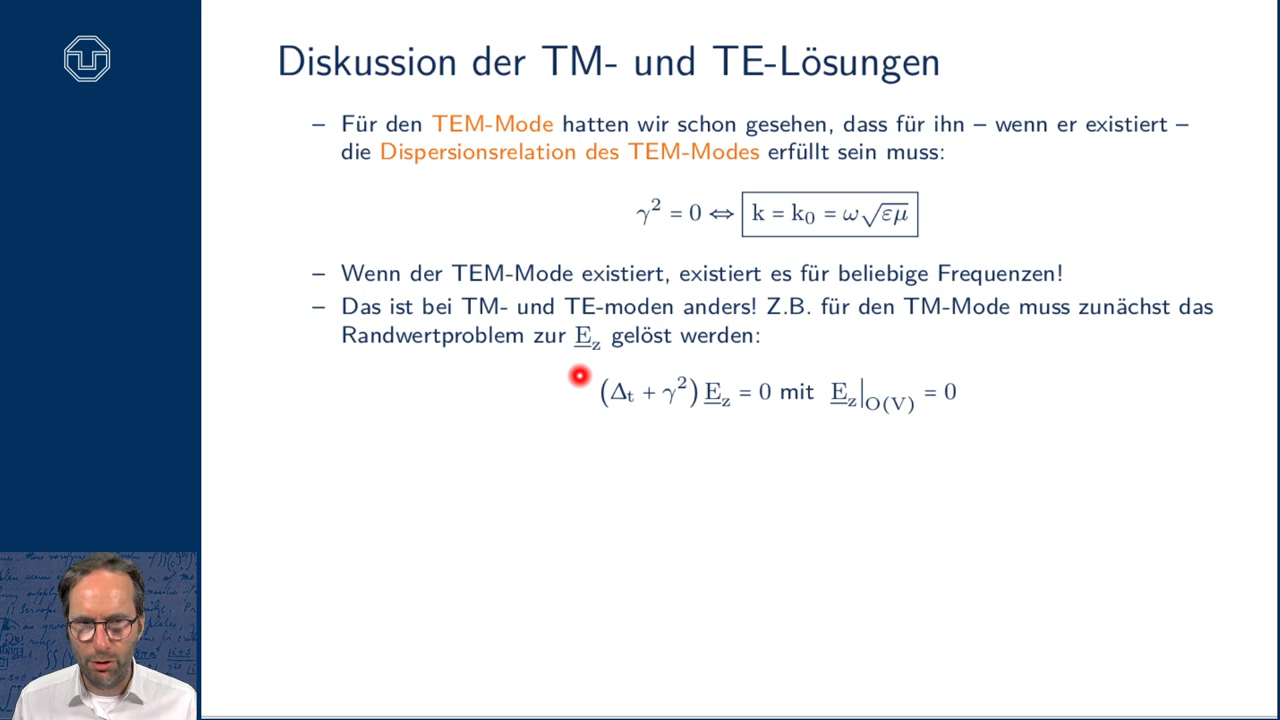 Diskussion der TM- und TE-Lösungen
– Für den TEM-Mode hatten wir schon gesehen, dass für ihn – wenn er existiert –
die Dispersionsrelation des TEM-Modes erfüllt sein muss:
γ² = 0 ⇔ k = k₀ = ω√εμ
– Wenn der TEM-Mode existiert, existiert es für beliebige Frequenzen!
– Das ist bei TM- und TE-moden anders! Z.B. für den TM-Mode muss zunächst das
Randwertproblem zur E_z gelöst werden:
(Δₜ + γ²) E_z = 0 mit E_z|_O(V) = 0